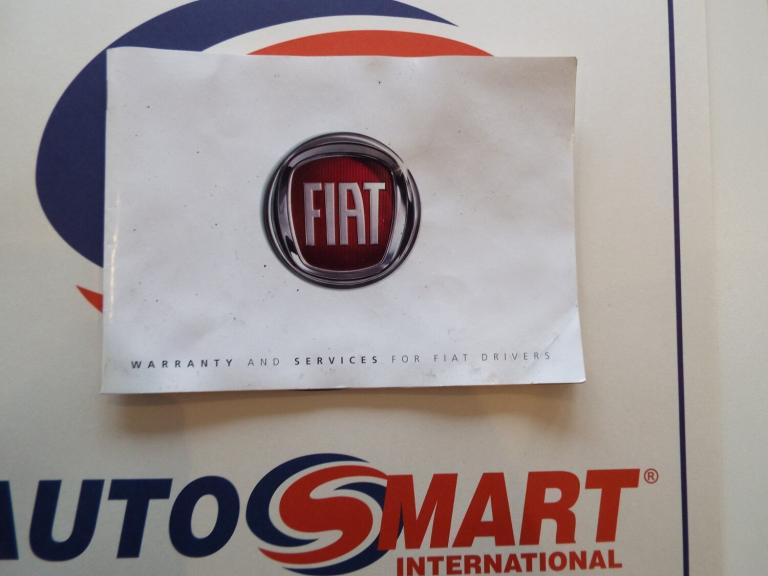 FIAT
WARRANTY AND SERVICES FOR FIAT DRIVERS
AUTOSMART®
INTERNATIONAL